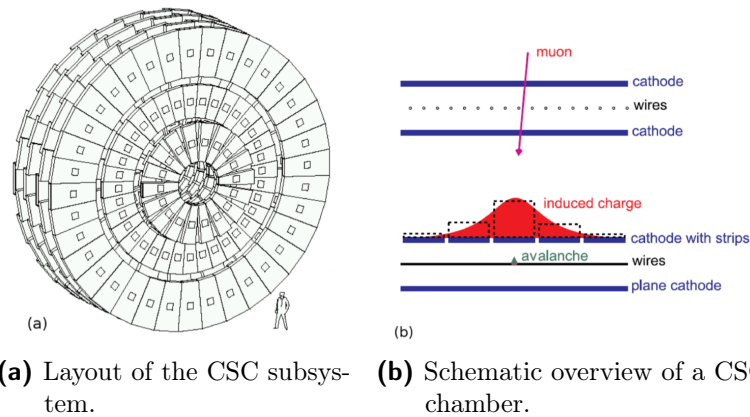 muon
cathode
wires
cathode
induced charge
cathode with strips
avalanche
wires
plane cathode
(a)
(b)
(a) Layout of the CSC subsys-
tem.
(b) Schematic overview of a CSC
chamber.